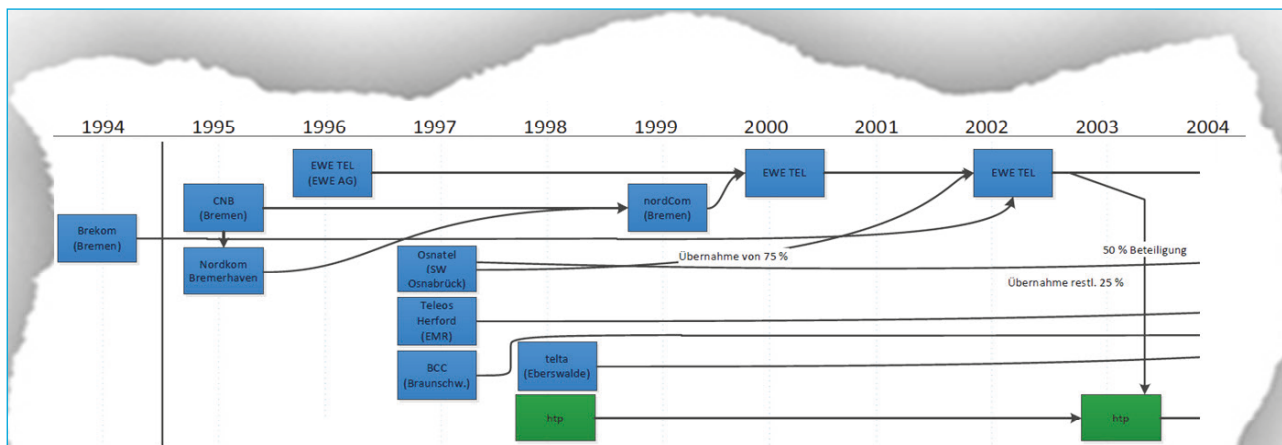 1994 1995 1996 1997 1998 1999 2000 2001 2002 2003 2004
EWE TEL
(EWE AG)
EWE TEL
EWE TEL
CNB
(Bremen)
nordCom
(Bremen)
Brekom
(Bremen)
Nordkom
Bremerhaven
Osnatel
(SW
Osnabrück)
Übernahme von 75 %
50 % Beteiligung
Übernahme restl. 25 %
Teleos
Herford
(EMR)
BCC
(Braunschw.)
telta
(Eberswalde)
htp
htp